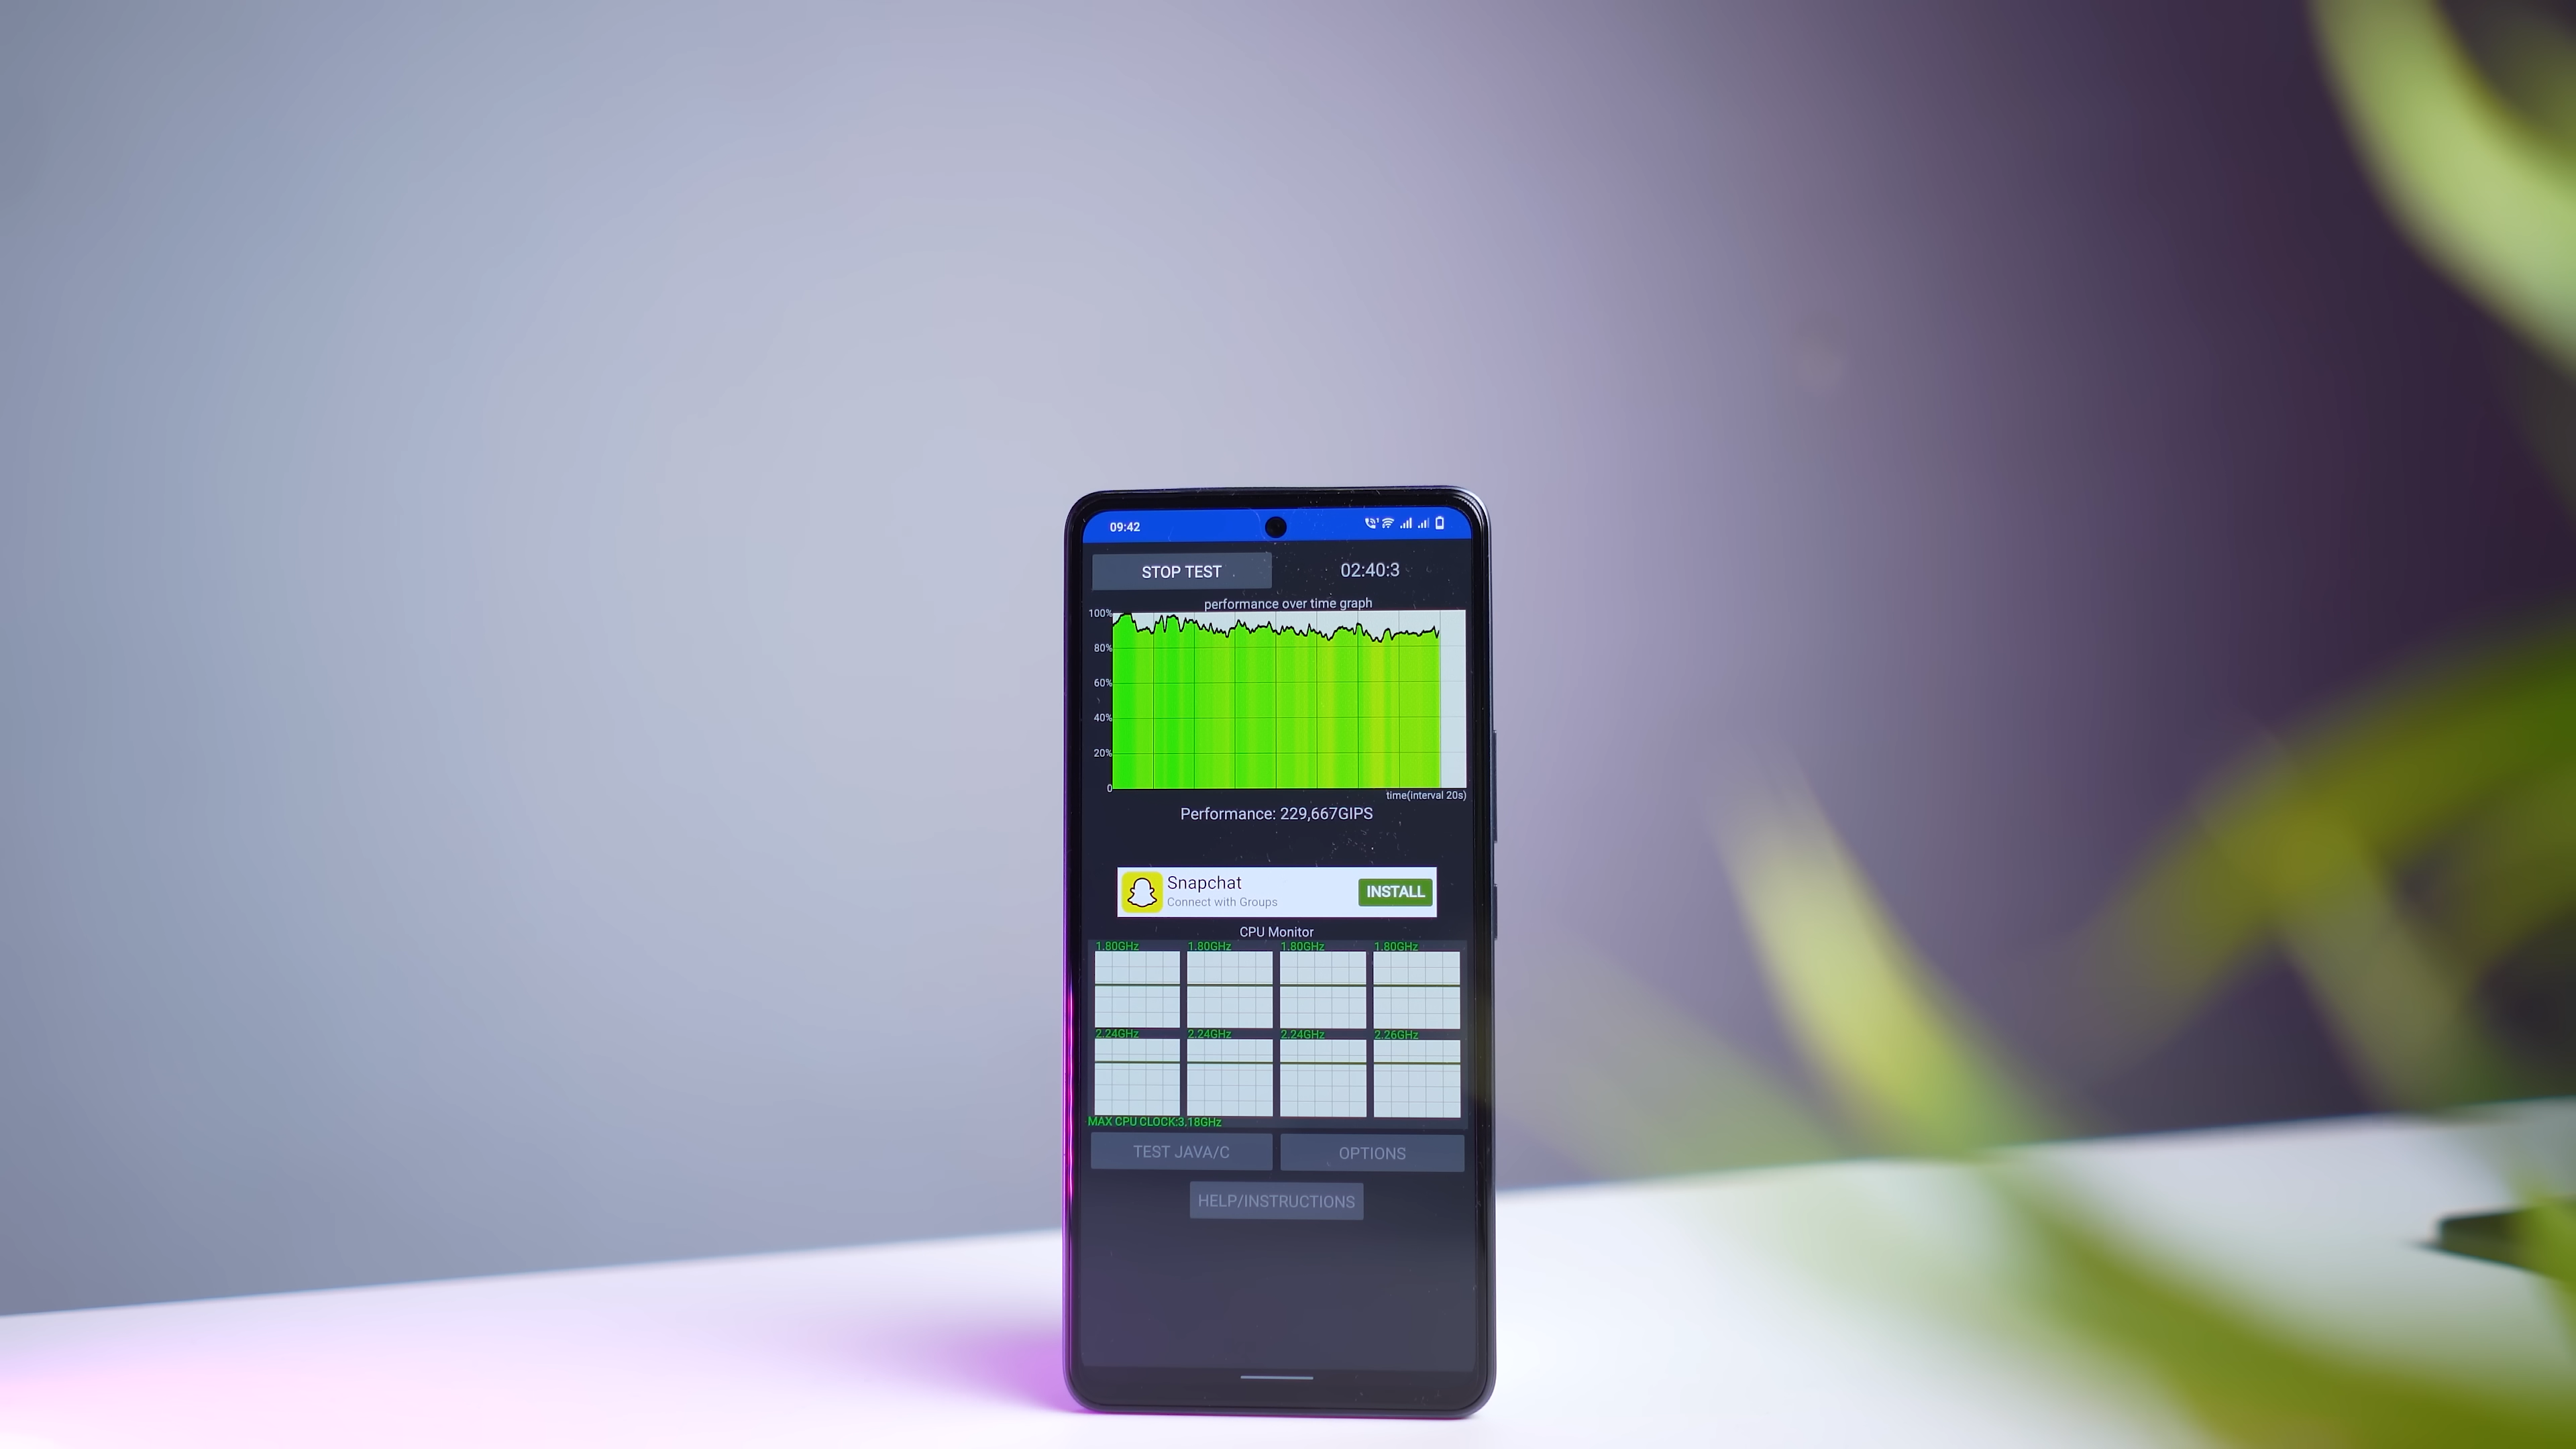 09:42
STOP TEST
02:40:3
performance over time graph
100%
80%
60%
40%
20%
0
time(interval 20s)
Performance: 229,667GIPS
Snapchat
Connect with Groups
INSTALL
CPU Monitor
1.80GHz 1.80GHz 1.80GHz 1.80GHz
2.24GHz 2.24GHz 2.24GHz 2.26GHz
MAX CPU CLOCK:3,18GHz
TEST JAVA/C
OPTIONS
HELP/INSTRUCTIONS